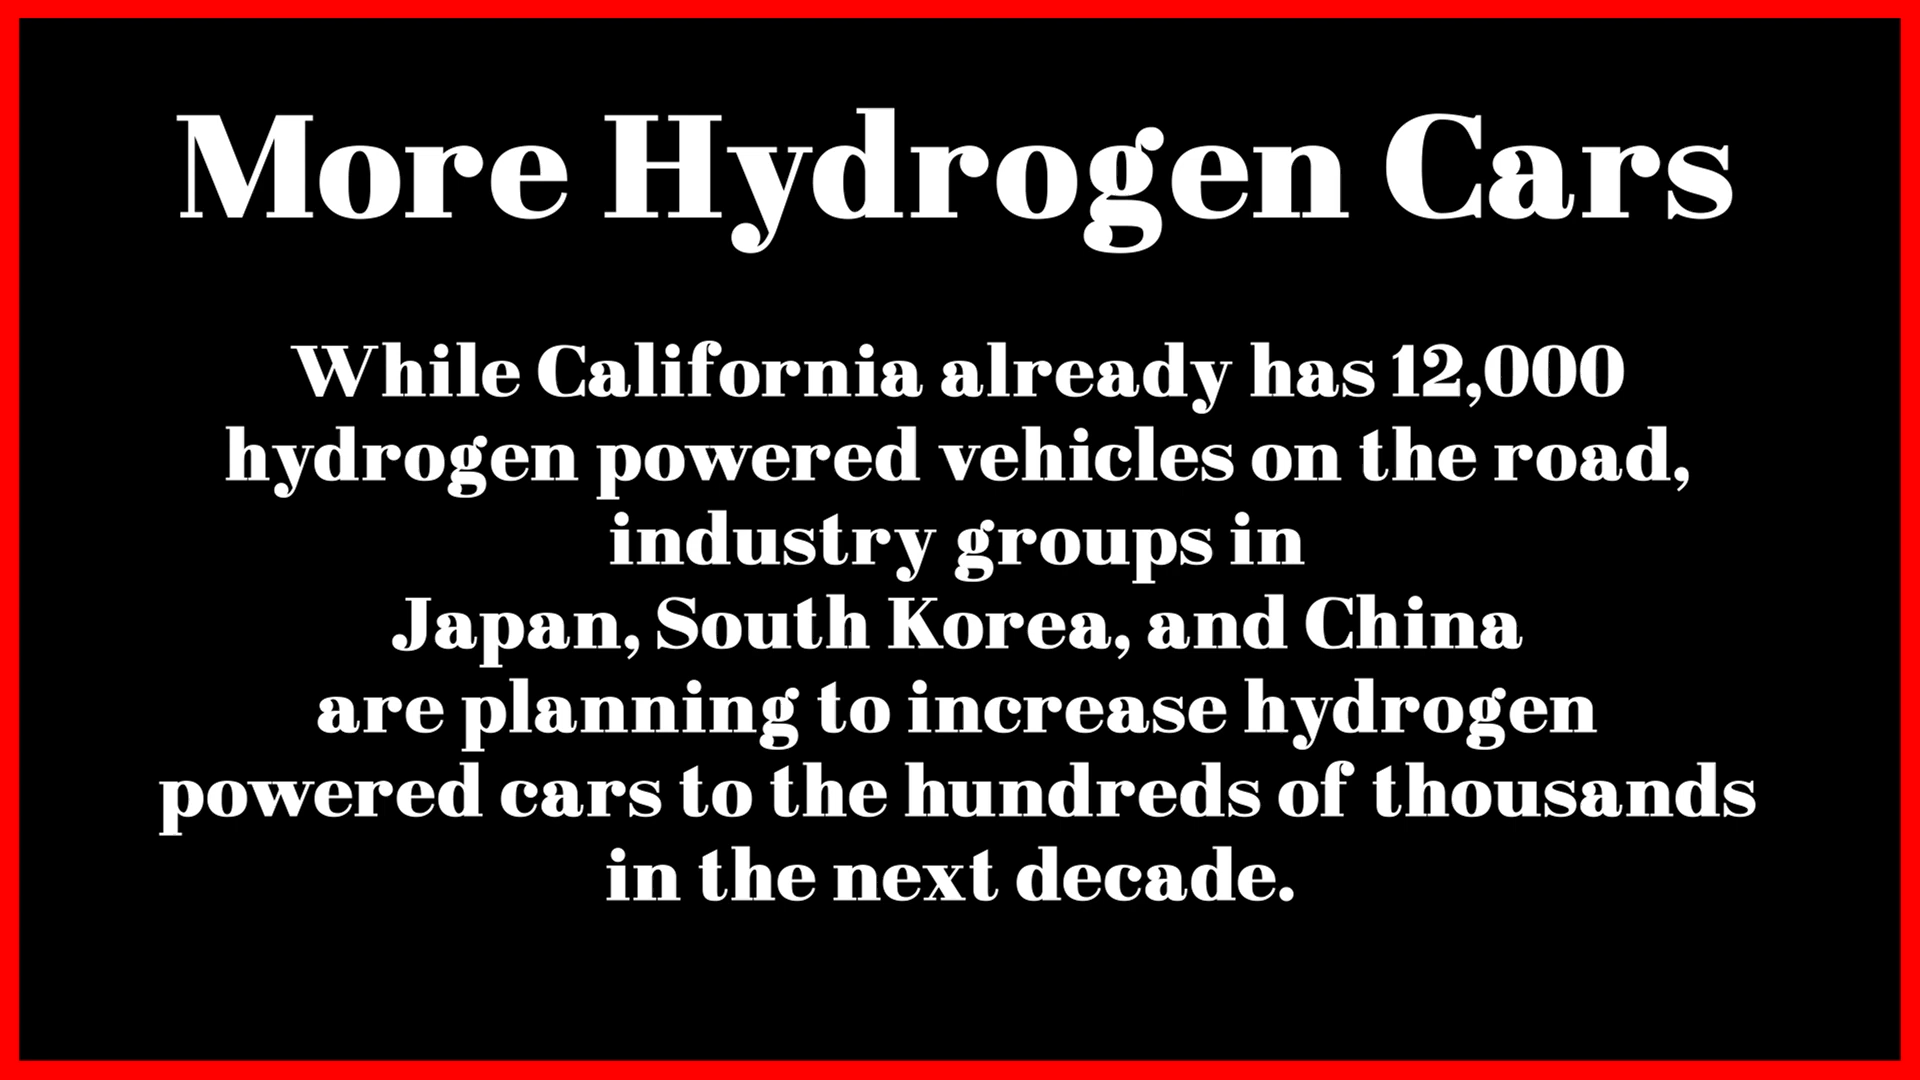 More Hydrogen Cars
While California already has 12,000
hydrogen powered vehicles on the road,
industry groups in
Japan, South Korea, and China
are planning to increase hydrogen
powered cars to the hundreds of thousands
in the next decade.